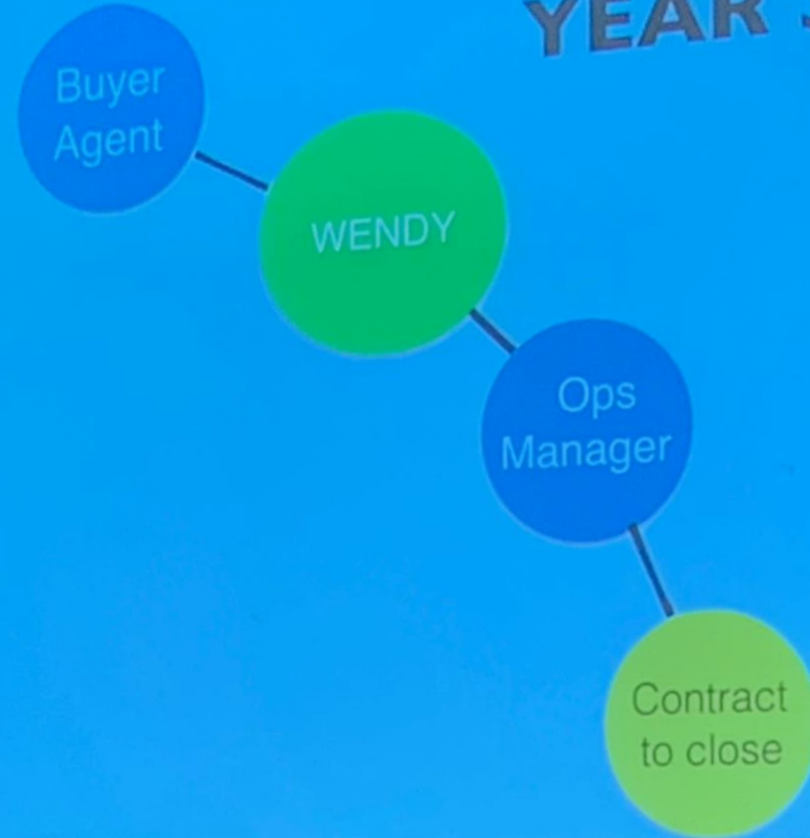 YEAR
Buyer
Agent
WENDY
Ops
Manager
Contract
to close